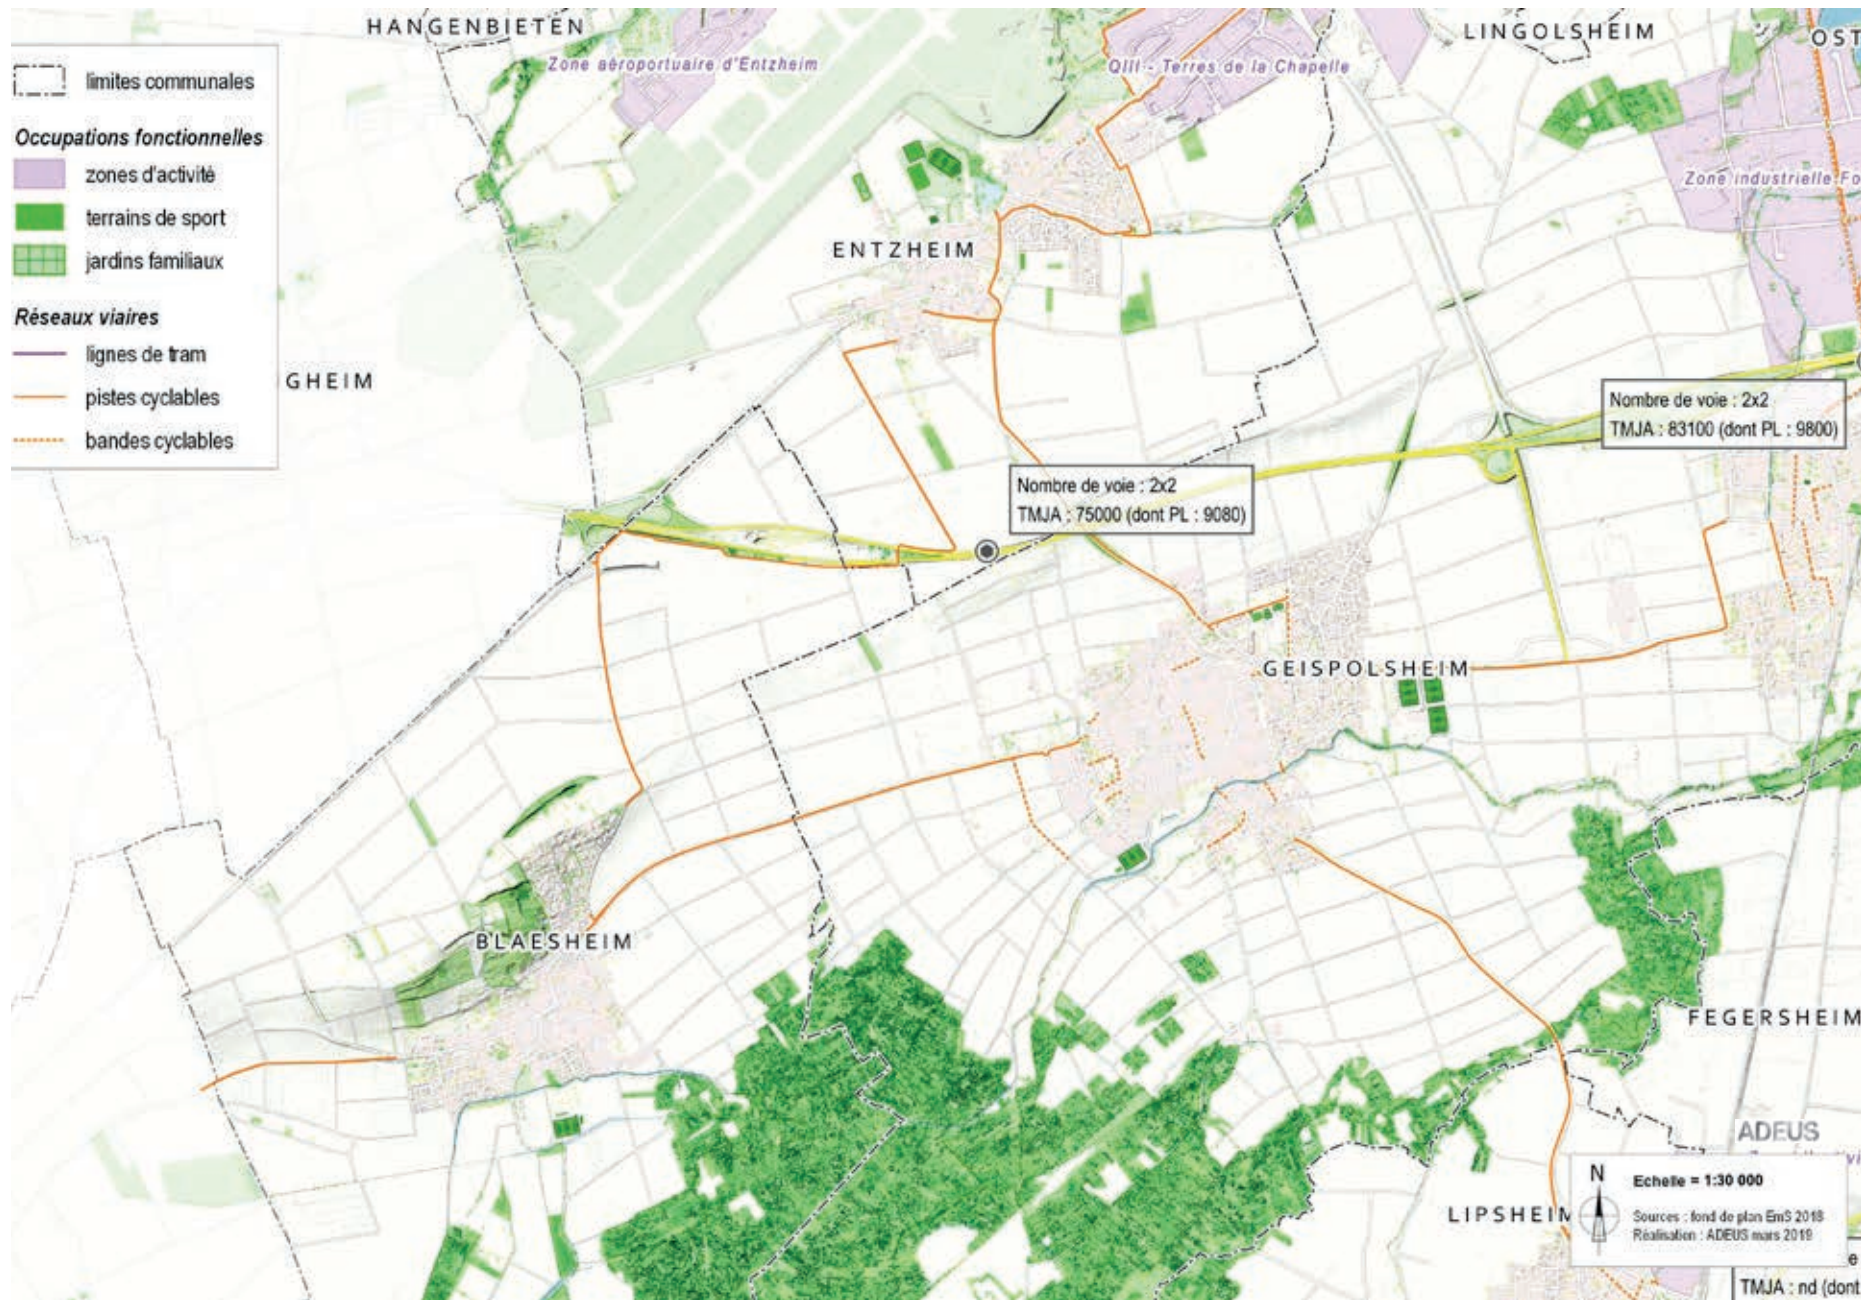 HANGENBIETEN
LINGOLSHEIM
OST
Zone aéroportuaire d'Entzheim
QIII - Terres de la Chapelle
limites communales
Occupations fonctionnelles
zones d'activité
terrains de sport
jardins familiaux
Réseaux viaires
lignes de tram
pistes cyclables
bandes cyclables
Zone industrielle Fo
ENTZHEIM
GHEIM
Nombre de voie : 2x2
TMJA : 83100 (dont PL : 9800)
Nombre de voie : 2x2
TMJA : 75000 (dont PL : 9080)
GEISPOLSHEIM
BLAESHEIM
FEGERSHEIM
ADEUS
LIPSHEIM
N
Echelle = 1:30 000
Sources : fond de plan EmS 2018
Réalisation : ADEUS mars 2019
e
TMJA : nd (dont